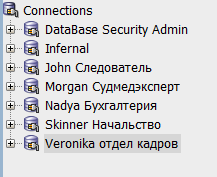 Connections
DataBase Security Admin
Infernal
John Следователь
Morgan Судмедэксперт
Nadya Бухгалтерия
Skinner Начальство
Veronika отдел кадров